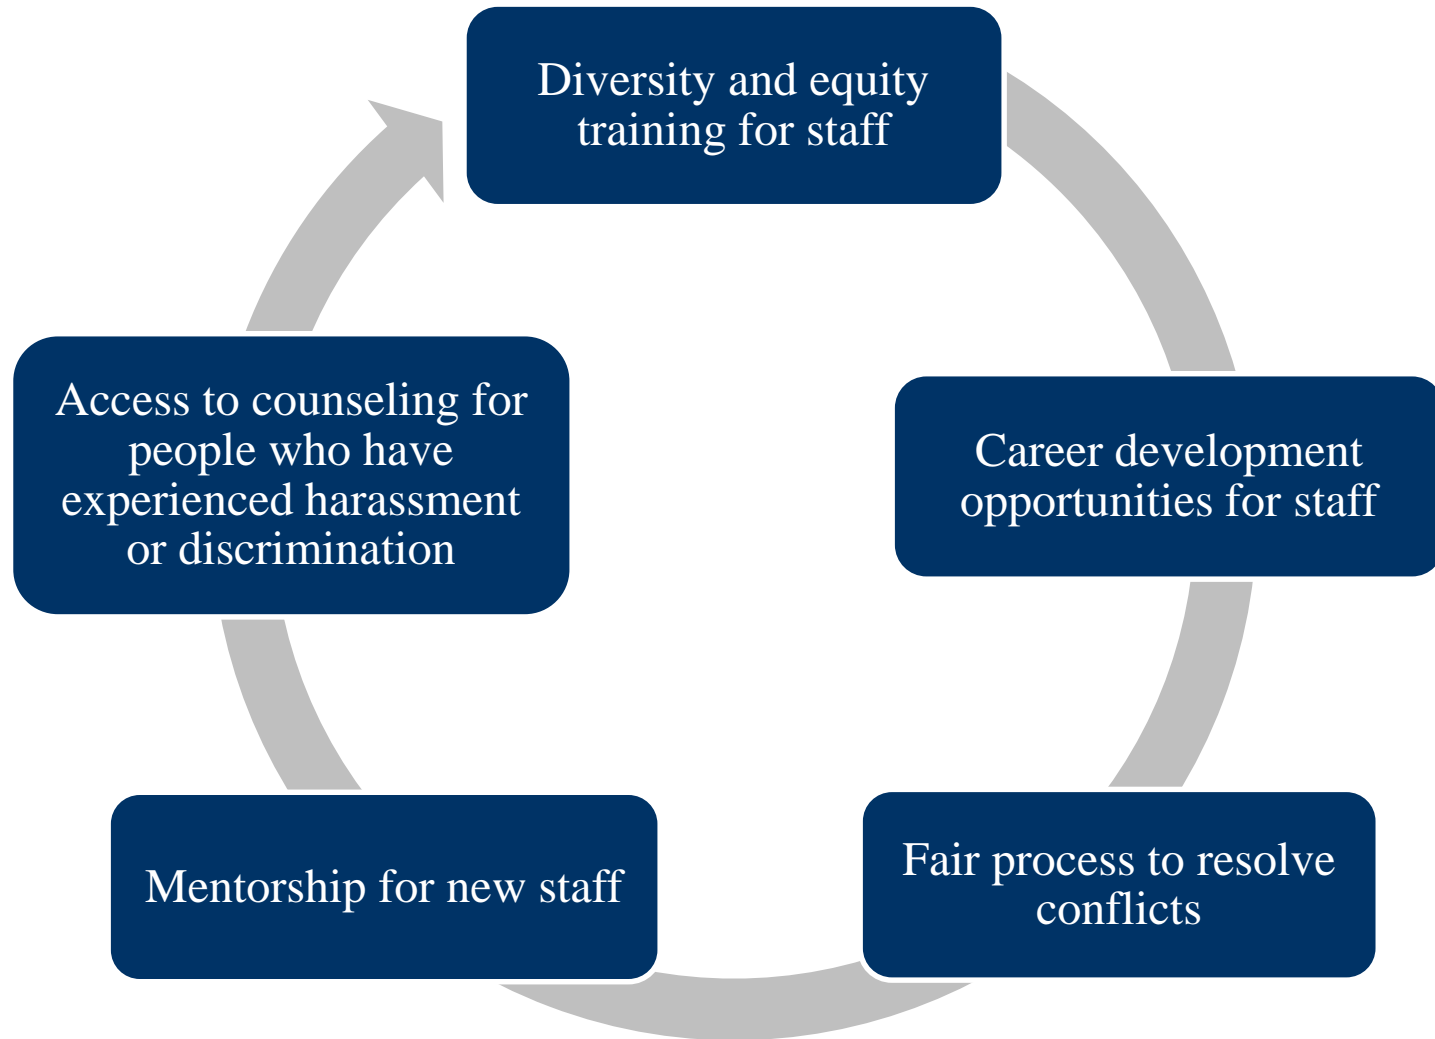 Diversity and equity
training for staff
Career development
opportunities for staff
Fair process to resolve
conflicts
Mentorship for new staff
Access to counseling for
people who have
experienced harassment
or discrimination